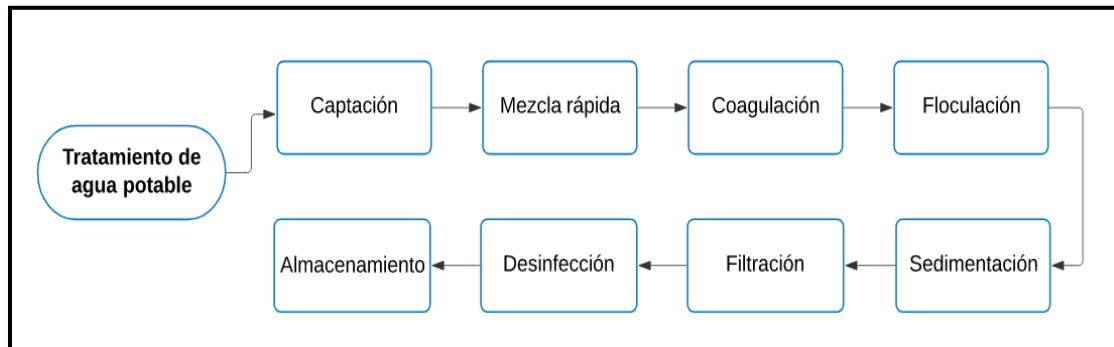 Tratamiento de
agua potable
Captación
Mezcla rápida
Coagulación
Floculación
Sedimentación
Filtración
Desinfección
Almacenamiento